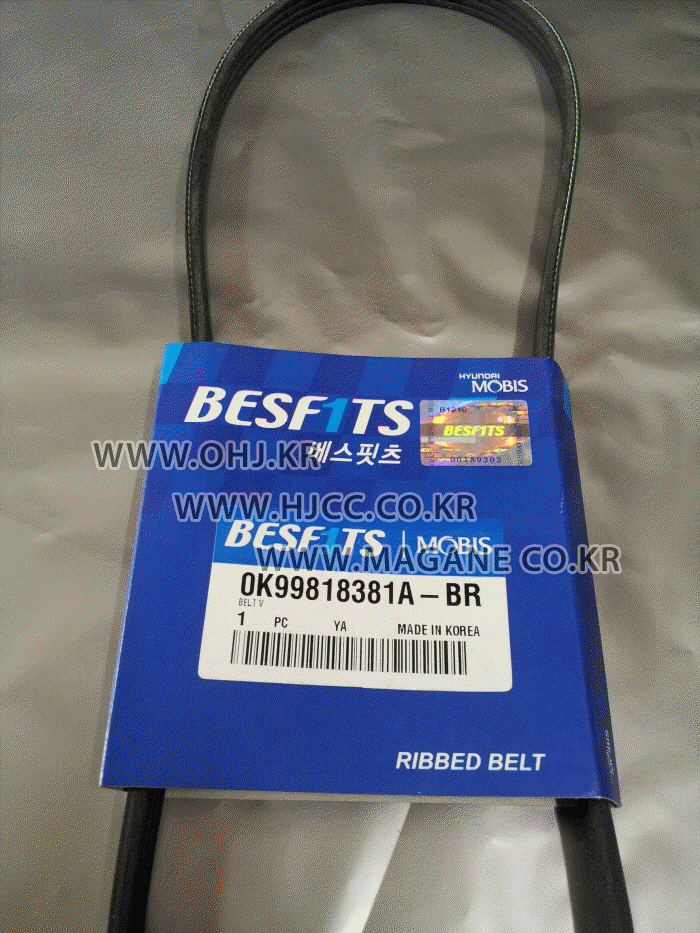 HYUNDAI
MOBIS
BESF1TS
B1210
BESF1TS
00189303
WWW.OHJ.KR
베스핏츠
WWW.HJCC.CO.KR
BESF1TS | MOBIS
WWW.MAGANE.CO.KR
0K99818381A-BR
BELT V
1 PC YA MADE IN KOREA
RIBBED BELT